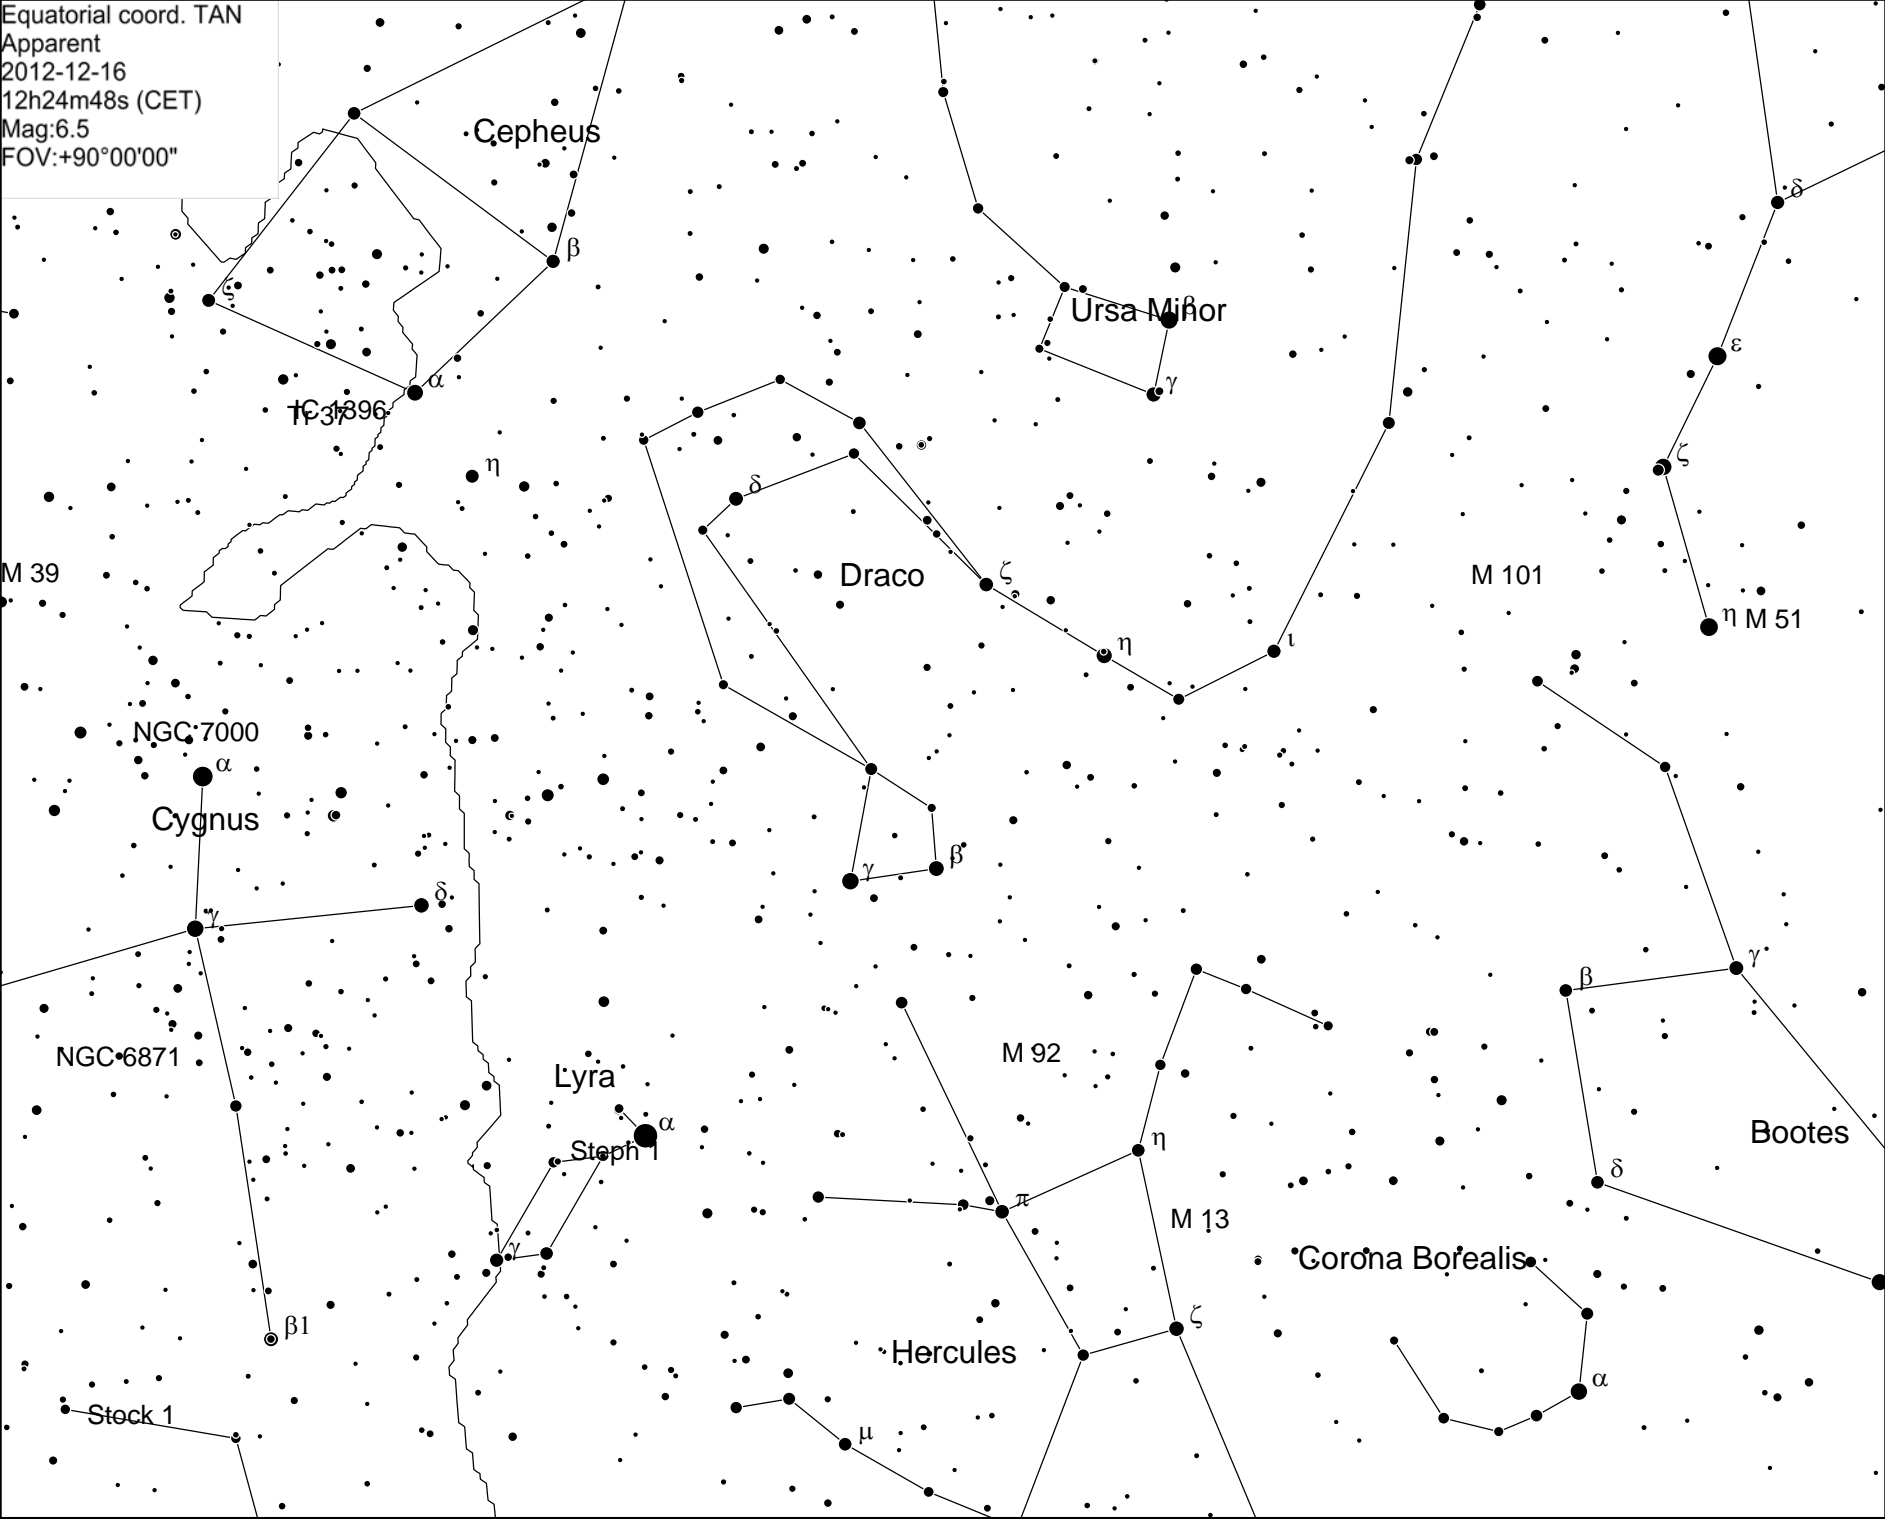 Equatorial coord. TAN
Apparent
2012-12-16
12h24m48s (CET)
Mag:6.5
FOV:+90°00'00"
Cepheus
δ
β
ζ
Ursa Minor
β
ε
α
γ
IC 1396
Tr 37
ζ
η
δ
M 39
Draco
ζ
M 101
η
M 51
η
ι
NGC 7000
α
Cygnus
γ
β
δ
γ
γ
β
NGC 6871
M 92
Lyra
α
Steph 1
η
Bootes
δ
π
M 13
γ
Corona Borealis
β1
ζ
Hercules
α
Stock 1
μ